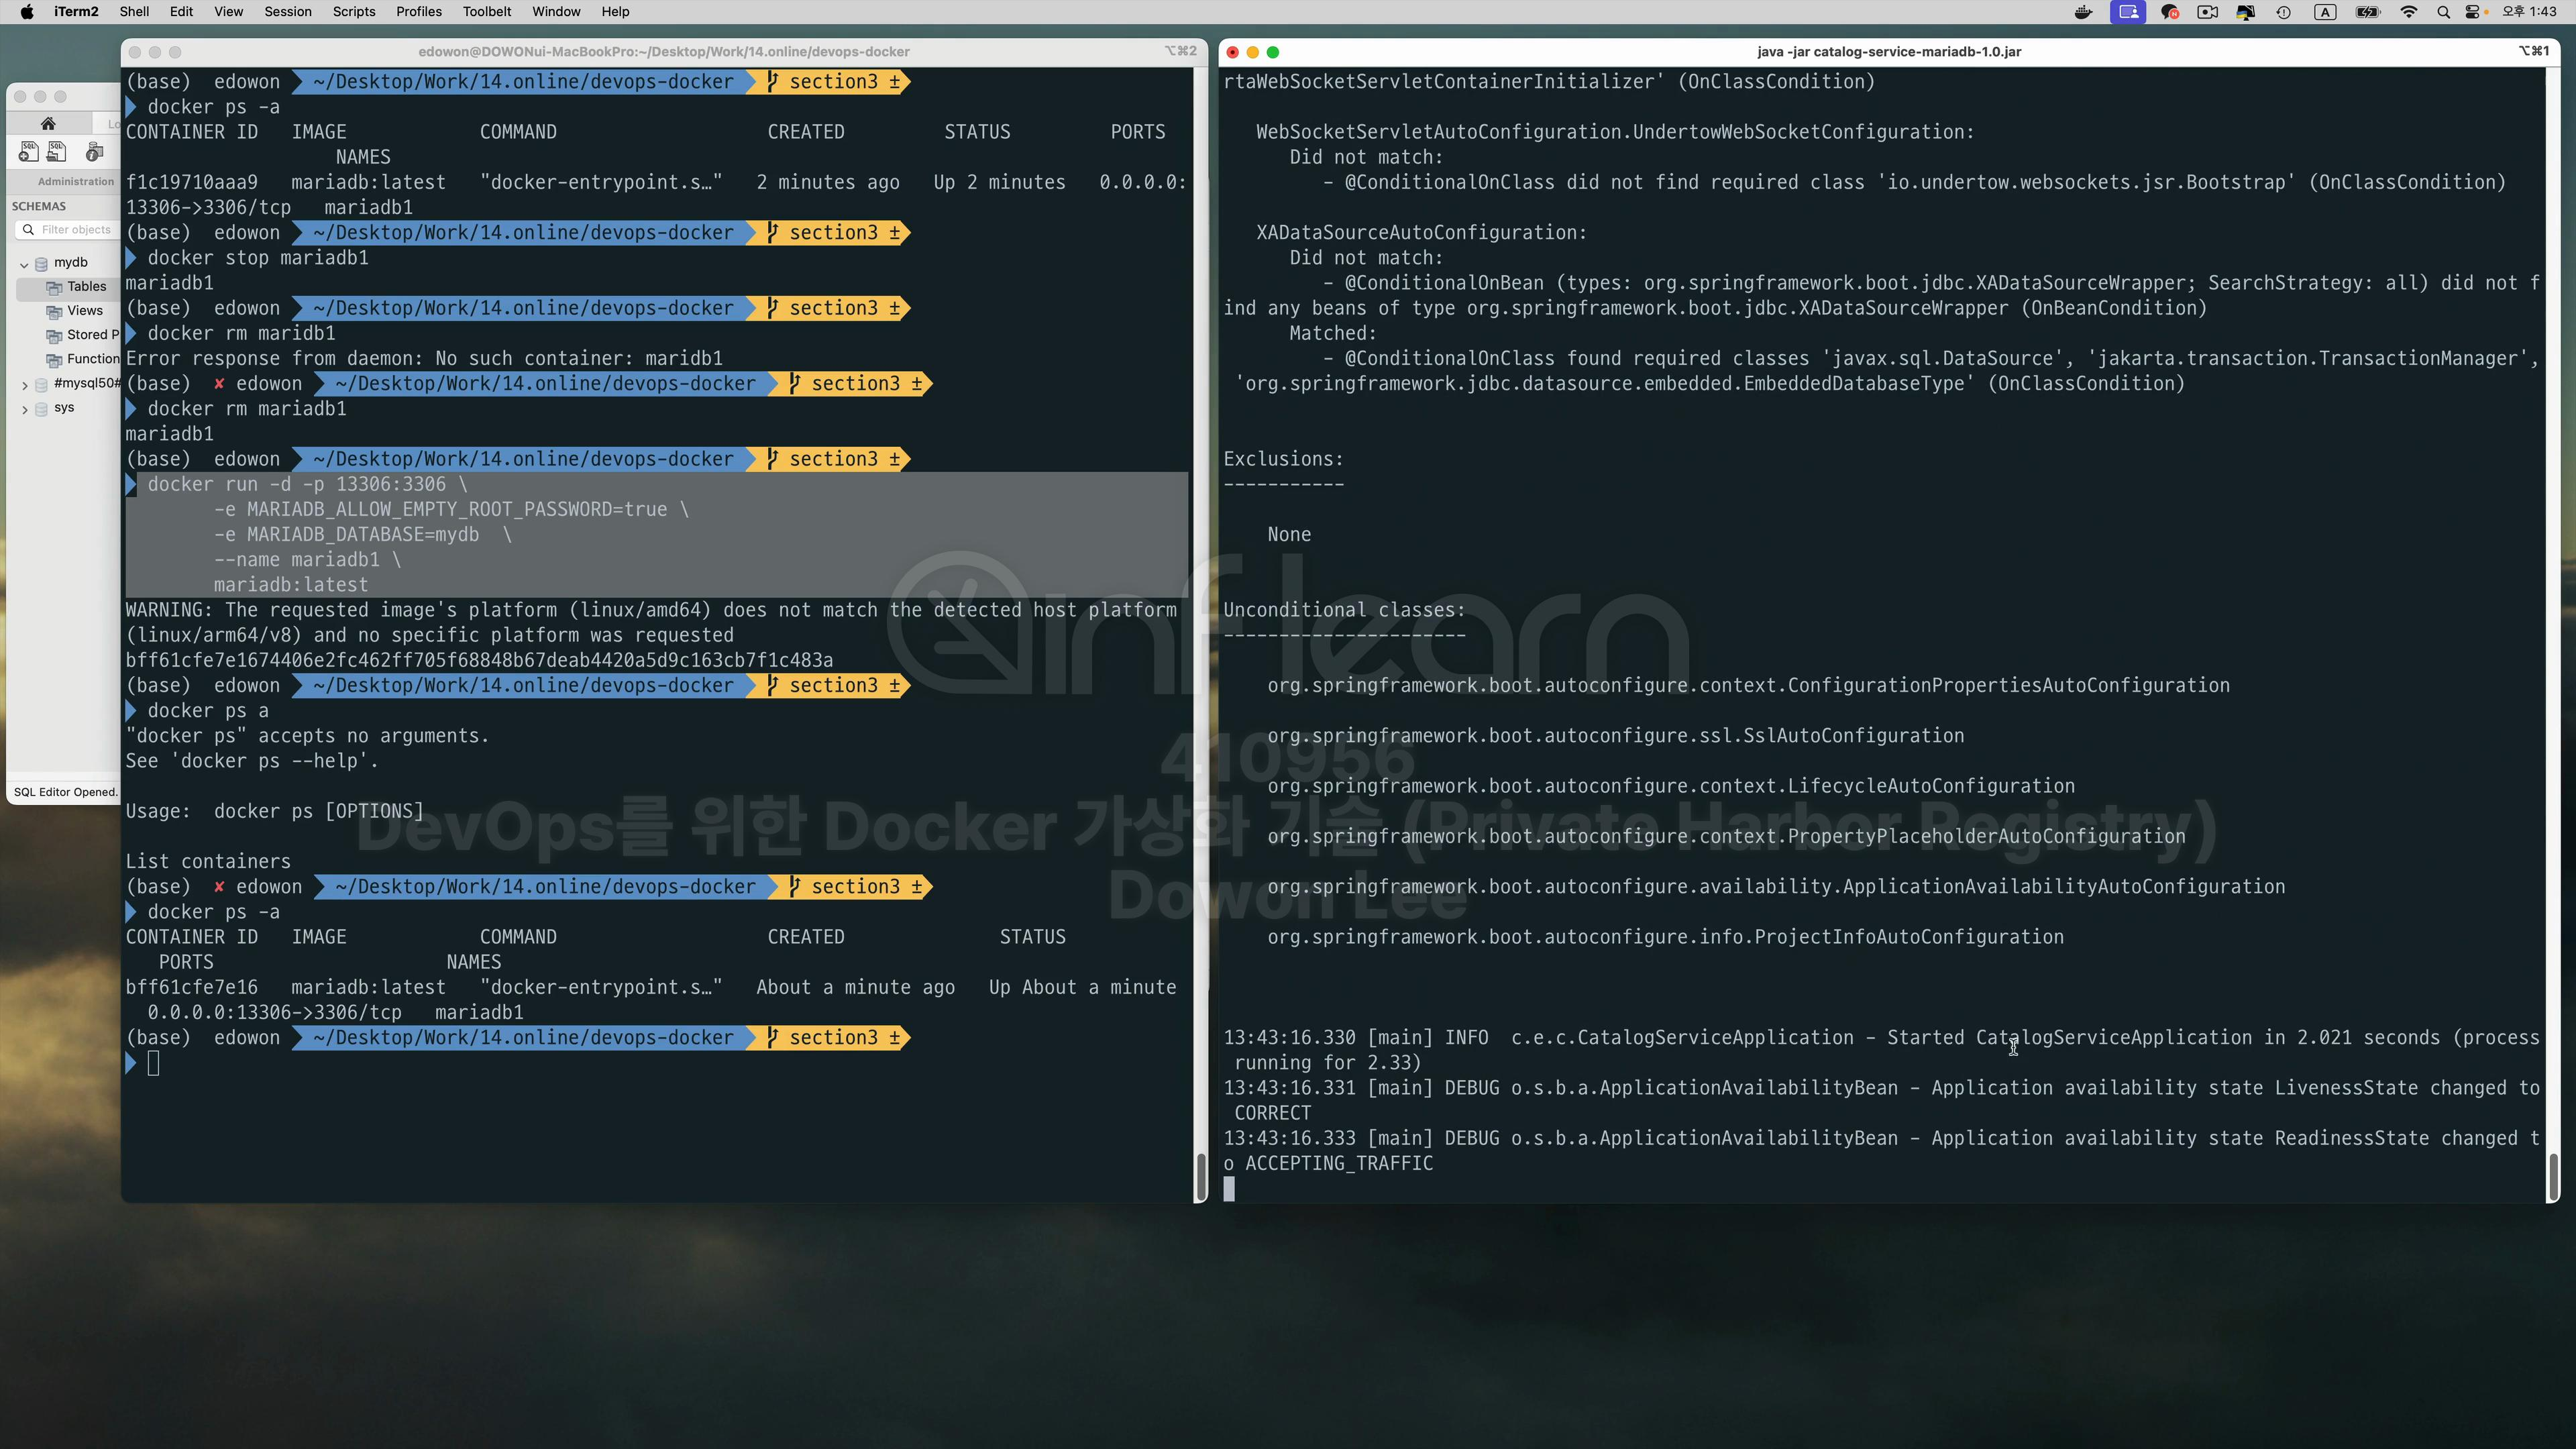 iTerm2 Shell Edit View Session Scripts Profiles Toolbelt Window Help
A
오후 1:43
edowon@DOWONui-MacBookPro:~/Desktop/Work/14.online/devops-docker ⌥⌘2
Lo
Administration
SCHEMAS
Filter objects
mydb
Tables
Views
Stored P
Function
#mysql50#
sys
SQL Editor Opened.
(base) edowon ~/Desktop/Work/14.online/devops-docker section3 ±
docker ps -a
CONTAINER ID IMAGE COMMAND CREATED STATUS PORTS
NAMES
f1c19710aaa9 mariadb:latest "docker-entrypoint.s…" 2 minutes ago Up 2 minutes 0.0.0.0:
13306->3306/tcp mariadb1
(base) edowon ~/Desktop/Work/14.online/devops-docker section3 ±
docker stop mariadb1
mariadb1
(base) edowon ~/Desktop/Work/14.online/devops-docker section3 ±
docker rm maridb1
Error response from daemon: No such container: maridb1
(base) ✘ edowon ~/Desktop/Work/14.online/devops-docker section3 ±
docker rm mariadb1
mariadb1
(base) edowon ~/Desktop/Work/14.online/devops-docker section3 ±
docker run -d -p 13306:3306 \
-e MARIADB_ALLOW_EMPTY_ROOT_PASSWORD=true \
-e MARIADB_DATABASE=mydb \
--name mariadb1 \
mariadb:latest
WARNING: The requested image's platform (linux/amd64) does not match the detected host platform
(linux/arm64/v8) and no specific platform was requested
bff61cfe7e1674406e2fc462ff705f68848b67deab4420a5d9c163cb7f1c483a
(base) edowon ~/Desktop/Work/14.online/devops-docker section3 ±
docker ps a
"docker ps" accepts no arguments.
See 'docker ps --help'.
Usage: docker ps [OPTIONS]
List containers
(base) ✘ edowon ~/Desktop/Work/14.online/devops-docker section3 ±
docker ps -a
CONTAINER ID IMAGE COMMAND CREATED STATUS
PORTS NAMES
bff61cfe7e16 mariadb:latest "docker-entrypoint.s…" About a minute ago Up About a minute
0.0.0.0:13306->3306/tcp mariadb1
(base) edowon ~/Desktop/Work/14.online/devops-docker section3 ±
java -jar catalog-service-mariadb-1.0.jar ⌥⌘1
rtaWebSocketServletContainerInitializer' (OnClassCondition)
WebSocketServletAutoConfiguration.UndertowWebSocketConfiguration:
Did not match:
- @ConditionalOnClass did not find required class 'io.undertow.websockets.jsr.Bootstrap' (OnClassCondition)
XADataSourceAutoConfiguration:
Did not match:
- @ConditionalOnBean (types: org.springframework.boot.jdbc.XADataSourceWrapper; SearchStrategy: all) did not f
ind any beans of type org.springframework.boot.jdbc.XADataSourceWrapper (OnBeanCondition)
Matched:
- @ConditionalOnClass found required classes 'javax.sql.DataSource', 'jakarta.transaction.TransactionManager',
'org.springframework.jdbc.datasource.embedded.EmbeddedDatabaseType' (OnClassCondition)
Exclusions:
-----------
None
Unconditional classes:
----------------------
org.springframework.boot.autoconfigure.context.ConfigurationPropertiesAutoConfiguration
org.springframework.boot.autoconfigure.ssl.SslAutoConfiguration
org.springframework.boot.autoconfigure.context.LifecycleAutoConfiguration
org.springframework.boot.autoconfigure.context.PropertyPlaceholderAutoConfiguration
org.springframework.boot.autoconfigure.availability.ApplicationAvailabilityAutoConfiguration
org.springframework.boot.autoconfigure.info.ProjectInfoAutoConfiguration
13:43:16.330 [main] INFO c.e.c.CatalogServiceApplication - Started CatalogServiceApplication in 2.021 seconds (process
running for 2.33)
13:43:16.331 [main] DEBUG o.s.b.a.ApplicationAvailabilityBean - Application availability state LivenessState changed to
CORRECT
13:43:16.333 [main] DEBUG o.s.b.a.ApplicationAvailabilityBean - Application availability state ReadinessState changed t
o ACCEPTING_TRAFFIC
inflearn
410956
DevOps를 위한 Docker 가상화 기술 (Private Harbor Registry)
Dowon Lee